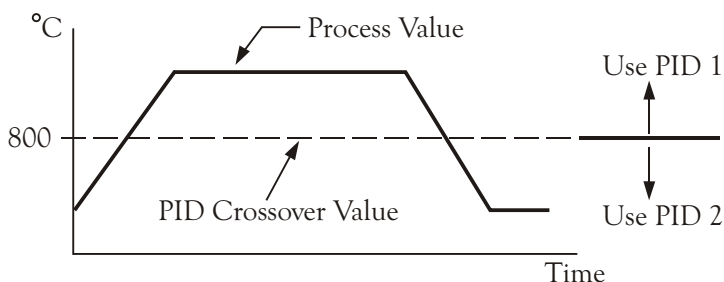 °C
Process Value
Use PID 1
800
PID Crossover Value
Use PID 2
Time